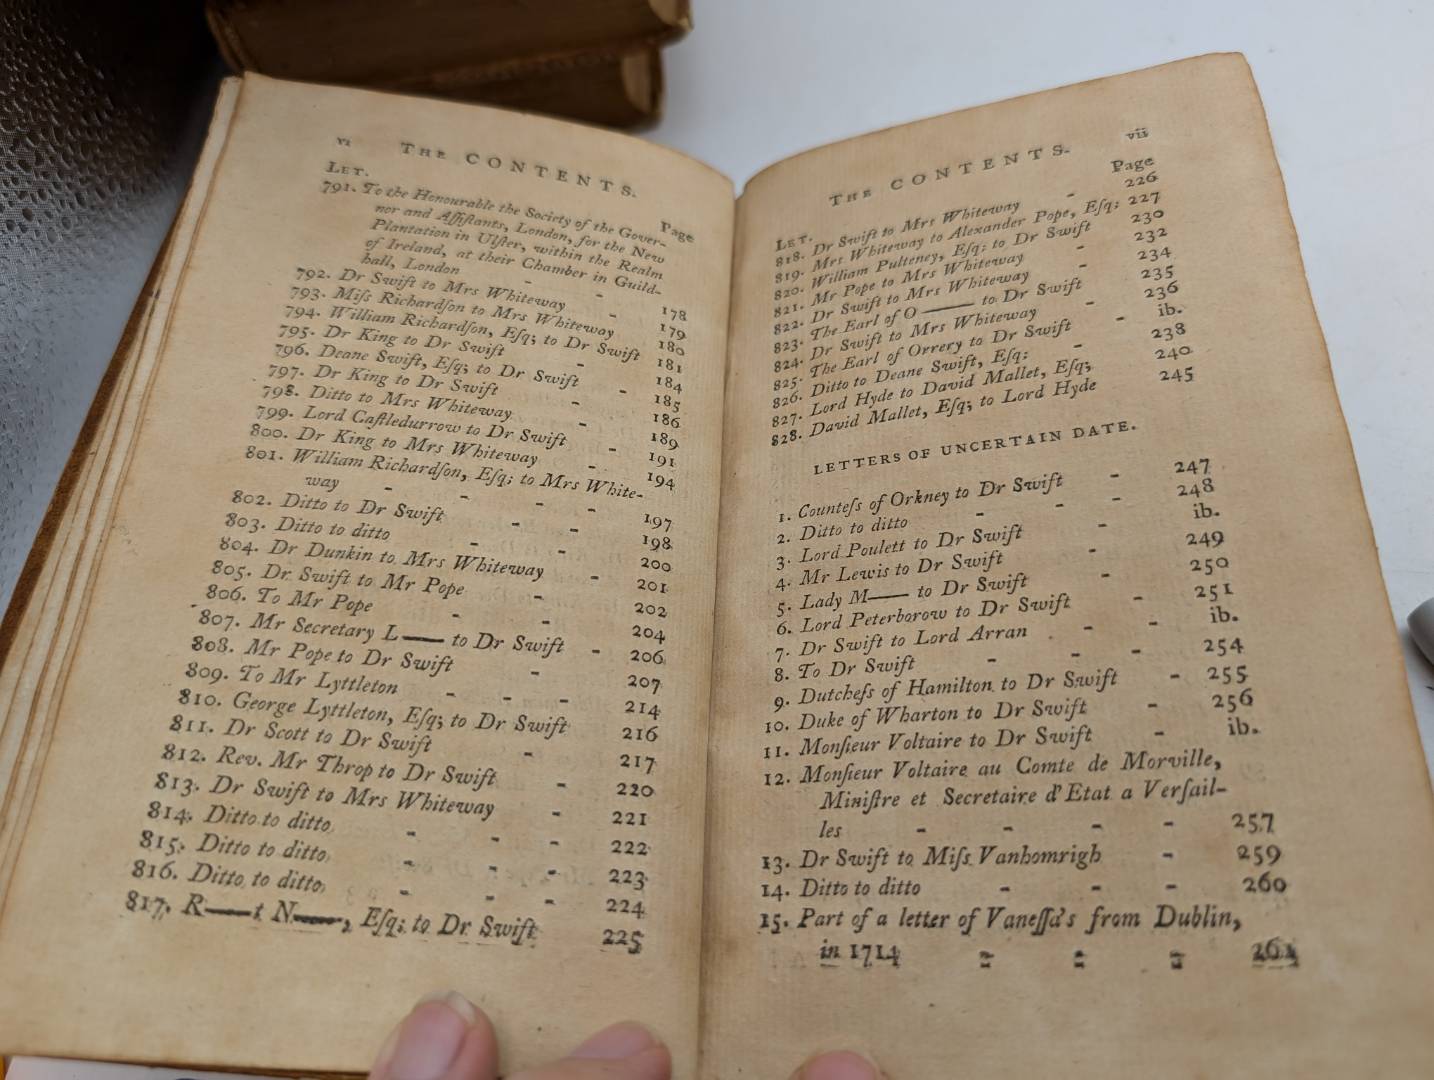 vi THE CONTENTS.
LET. Page
791. To the Honourable the Society of the Gover-
nor and Aſſiſtants, London, for the New
Plantation in Ulſter, within the Realm
of Ireland, at their Chamber in Guild-
hall, London - - 178
792. Dr Swift to Mrs Whiteway - 179
793. Miſs Richardſon to Mrs Whiteway 180
794. William Richardſon, Eſq; to Dr Swift 181
795. Dr King to Dr Swift - 184
796. Deane Swift, Eſq; to Dr Swift - 185
797. Dr King to Dr Swift - 186
798. Ditto to Mrs Whiteway - 189
799. Lord Caſtledurrow to Dr Swift - 191
800. Dr King to Mrs Whiteway - 194
801. William Richardſon, Eſq; to Mrs White-
way - - - - 197
802. Ditto to Dr Swift - - 198
803. Ditto to ditto - - 200
804. Dr Dunkin to Mrs Whiteway - 201
805. Dr Swift to Mr Pope - 202
806. To Mr Pope - - 204
807. Mr Secretary L—— to Dr Swift - 206
808. Mr Pope to Dr Swift - 207
809. To Mr Lyttleton - - - 214
810. George Lyttleton, Eſq; to Dr Swift 216
811. Dr Scott to Dr Swift - 217
812. Rev. Mr Throp to Dr Swift - 220
813. Dr Swift to Mrs Whiteway - 221
814. Ditto to ditto - - - 222
815. Ditto to ditto - - - 223
816. Ditto to ditto - - - 224
817. R——t N——, Eſq; to Dr Swift 225
THE CONTENTS. vii
LET. Page
818. Dr Swift to Mrs Whiteway - 226
819. Mrs Whiteway to Alexander Pope, Eſq; 227
820. William Pulteney, Eſq; to Dr Swift 230
821. Mr Pope to Mrs Whiteway - 232
822. Dr Swift to Mrs Whiteway - 234
823. The Earl of O—— to Dr Swift 235
824. Dr Swift to Mrs Whiteway - 236
825. The Earl of Orrery to Dr Swift - ib.
826. Ditto to Deane Swift, Eſq; - 238
827. Lord Hyde to David Mallet, Eſq; 240
828. David Mallet, Eſq; to Lord Hyde 245
LETTERS OF UNCERTAIN DATE.
1. Counteſs of Orkney to Dr Swift - 247
2. Ditto to ditto - - - 248
3. Lord Poulett to Dr Swift - ib.
4. Mr Lewis to Dr Swift - 249
5. Lady M—— to Dr Swift - 250
6. Lord Peterborow to Dr Swift - 251
7. Dr Swift to Lord Arran - - ib.
8. To Dr Swift - - - 254
9. Dutcheſs of Hamilton to Dr Swift - 255
10. Duke of Wharton to Dr Swift - 256
11. Monſieur Voltaire to Dr Swift - ib.
12. Monſieur Voltaire au Comte de Morville,
Miniſtre et Secretaire d'Etat a Verſail-
les - - - - 257
13. Dr Swift to Miſs Vanhomrigh - 259
14. Ditto to ditto - - - 260
15. Part of a letter of Vaneſſa's from Dublin,
in 1714 - - - 261